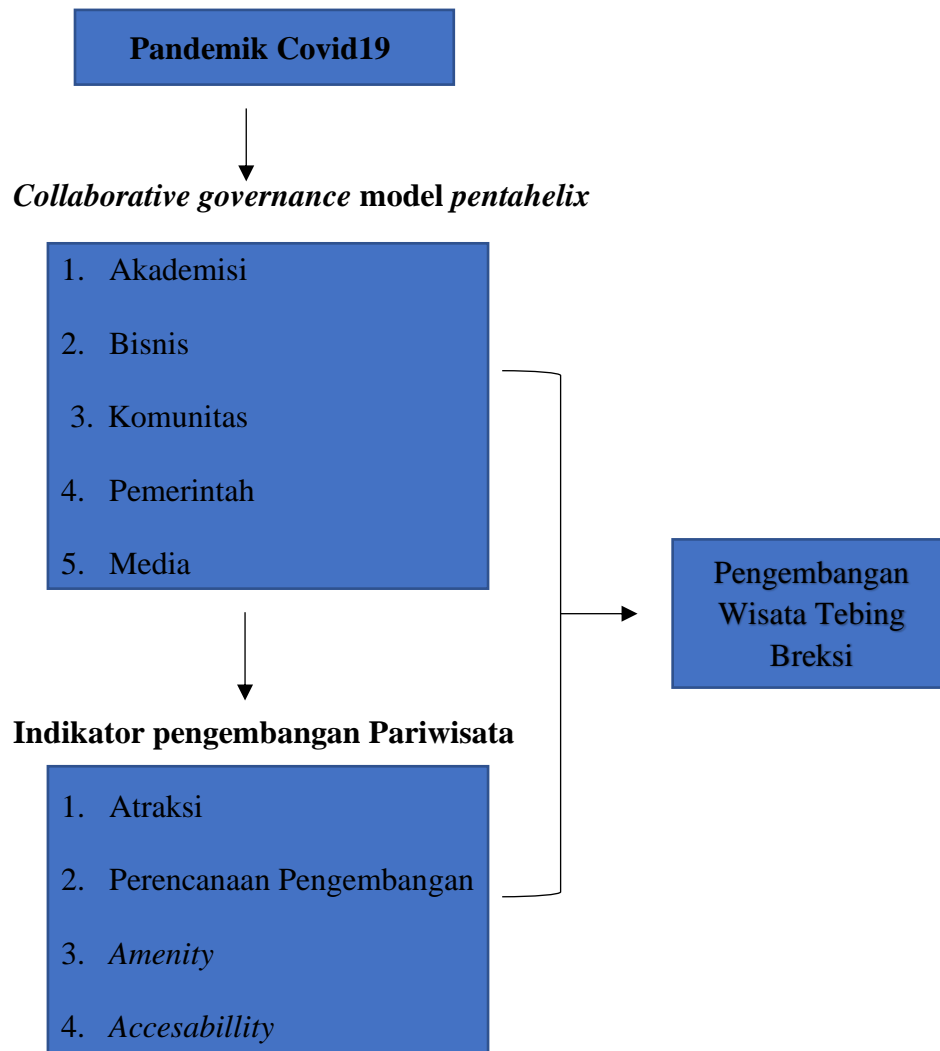 Pandemik Covid19
Collaborative governance model pentahelix
1. Akademisi
2. Bisnis
3. Komunitas
4. Pemerintah
5. Media
Pengembangan
Wisata Tebing
Breksi
Indikator pengembangan Pariwisata
1. Atraksi
2. Perencanaan Pengembangan
3. Amenity
4. Accesabillity